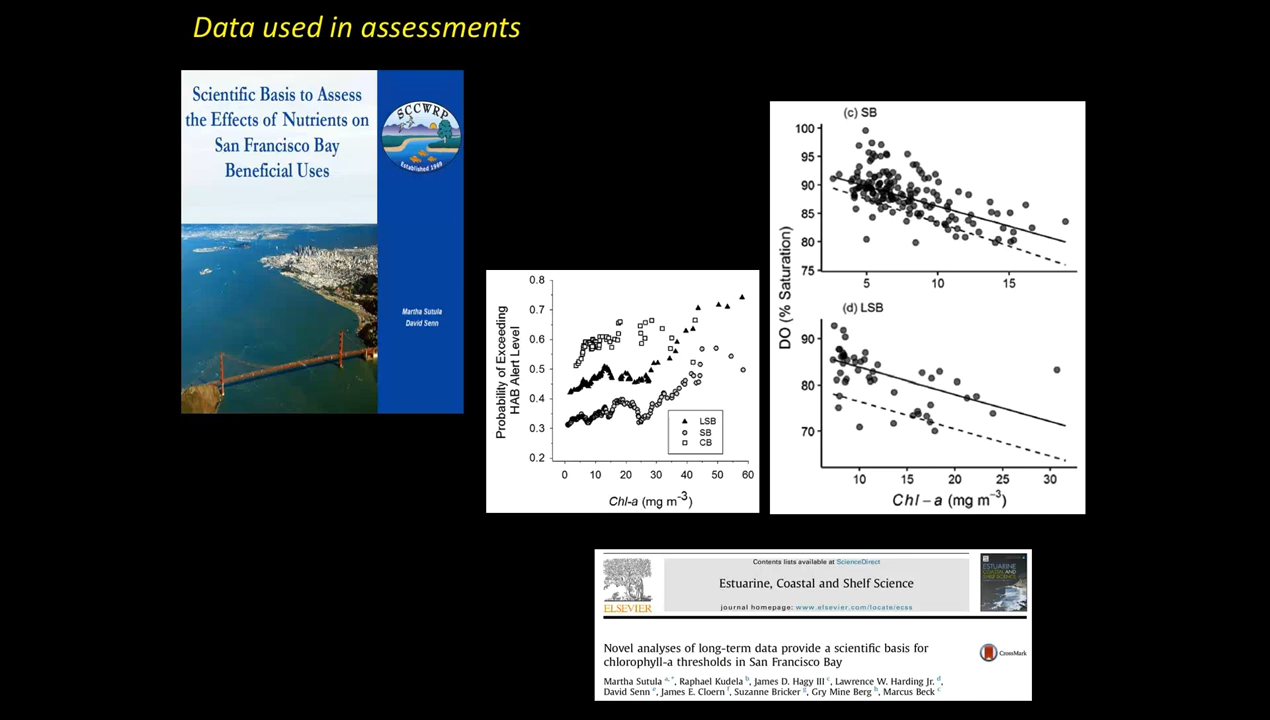 Data used in assessments
Scientific Basis to Assess
the Effects of Nutrients on
San Francisco Bay
Beneficial Uses
SCCWRP
Established 1969
Martha Sutula
David Senn
Probability of Exceeding
HAB Alert Level
0.8
0.7
0.6
0.5
0.4
0.3
0.2
LSB
SB
CB
0 10 20 30 40 50 60
Chl-a (mg m-3)
(c) SB
100
95
90
85
80
75
5 10 15
DO (% Saturation)
(d) LSB
90
80
70
10 15 20 25 30
Chl – a (mg m−3)
Contents lists available at ScienceDirect
Estuarine, Coastal and Shelf Science
journal homepage: www.elsevier.com/locate/ecss
ELSEVIER
ESTUARINE
COASTAL AND
SHELF SCIENCE
Novel analyses of long-term data provide a scientific basis for
chlorophyll-a thresholds in San Francisco Bay
CrossMark
Martha Sutula a, *, Raphael Kudela b, James D. Hagy III c, Lawrence W. Harding Jr. d,
David Senn e, James E. Cloern f, Suzanne Bricker g, Gry Mine Berg h, Marcus Beck c